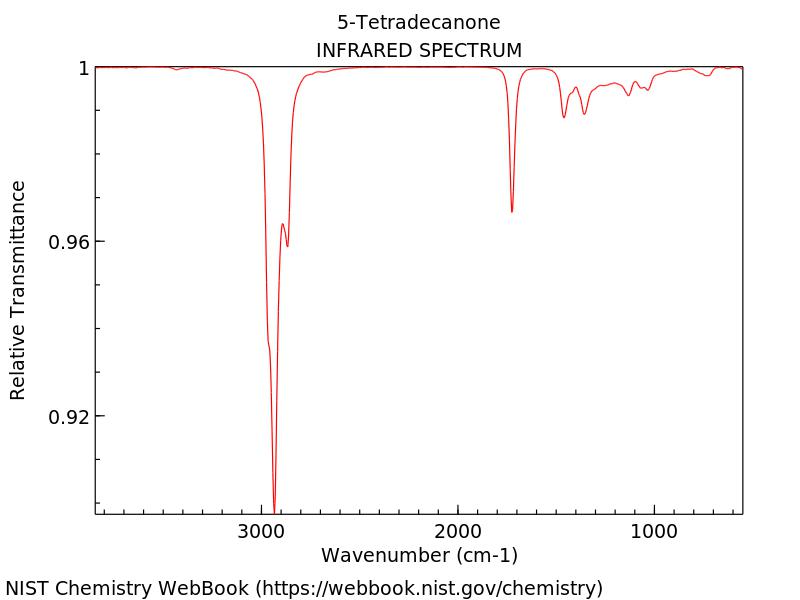 5-Tetradecanone
INFRARED SPECTRUM
1
0.96
0.92
Relative Transmittance
3000 2000 1000
Wavenumber (cm-1)
NIST Chemistry WebBook (https://webbook.nist.gov/chemistry)